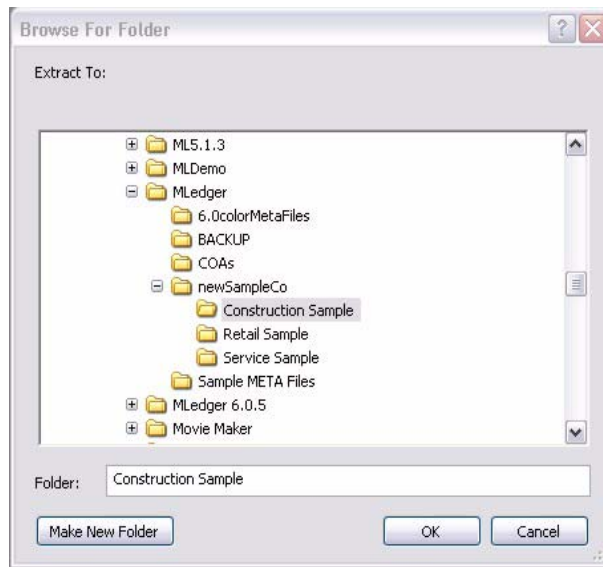 Browse For Folder
Extract To:
ML5.1.3
MLDemo
MLedger
6.0colorMetaFiles
BACKUP
COAs
newSampleCo
Construction Sample
Retail Sample
Service Sample
Sample META Files
MLedger 6.0.5
Movie Maker
Folder: Construction Sample
Make New Folder OK Cancel